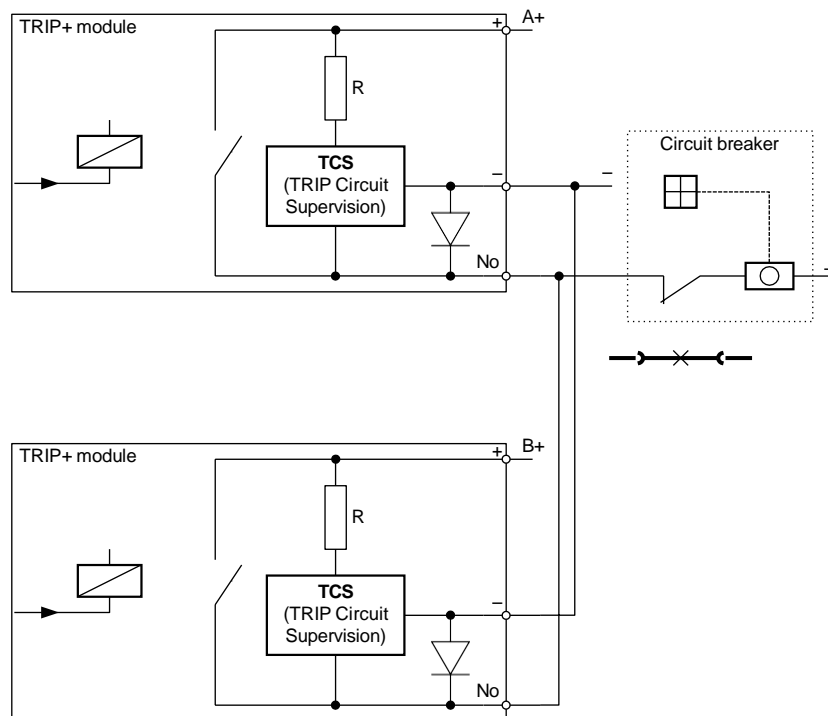 TRIP+ module
+ A+
R
Circuit breaker
TCS
(TRIP Circuit
Supervision)
– –
No
–
TRIP+ module
+ B+
R
TCS
(TRIP Circuit
Supervision)
–
No